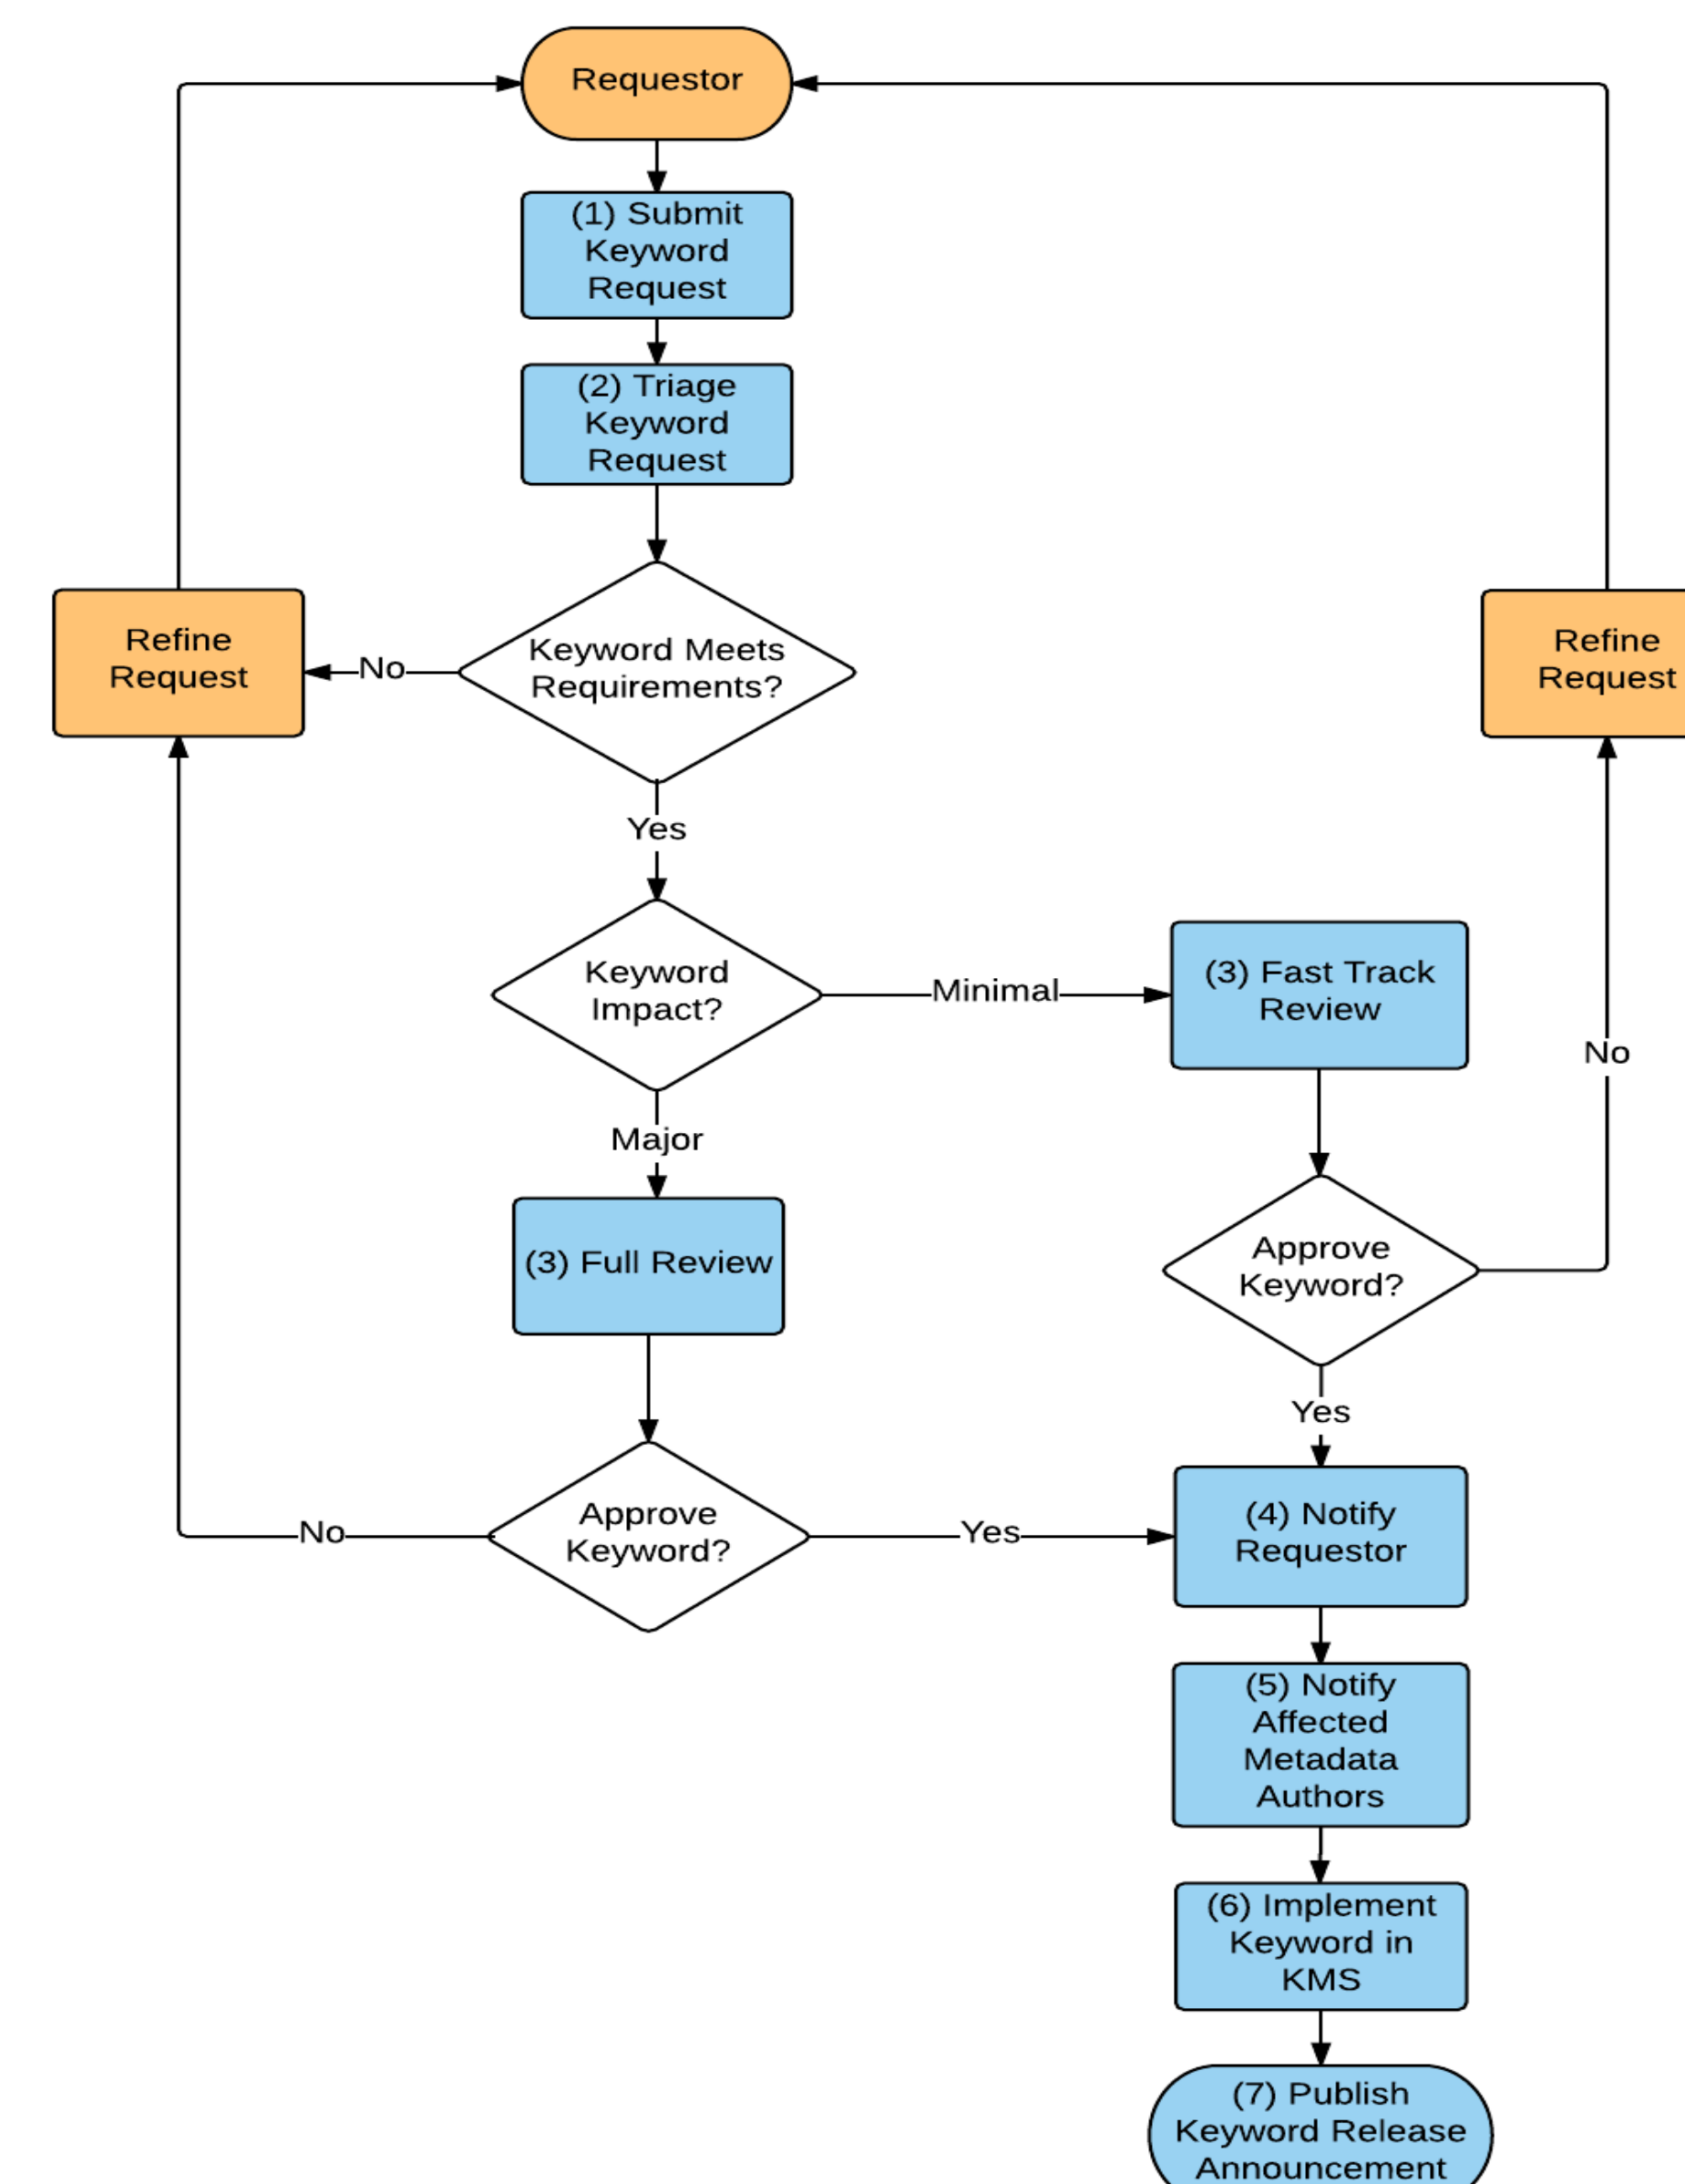 Requestor
(1) Submit
Keyword
Request
(2) Triage
Keyword
Request
Keyword Meets
Requirements?
No
Refine
Request
Refine
Request
Yes
Keyword
Impact?
Minimal
(3) Fast Track
Review
No
Major
(3) Full Review
Approve
Keyword?
Yes
Approve
Keyword?
No
Yes
(4) Notify
Requestor
(5) Notify
Affected
Metadata
Authors
(6) Implement
Keyword in
KMS
(7) Publish
Keyword Release
Announcement